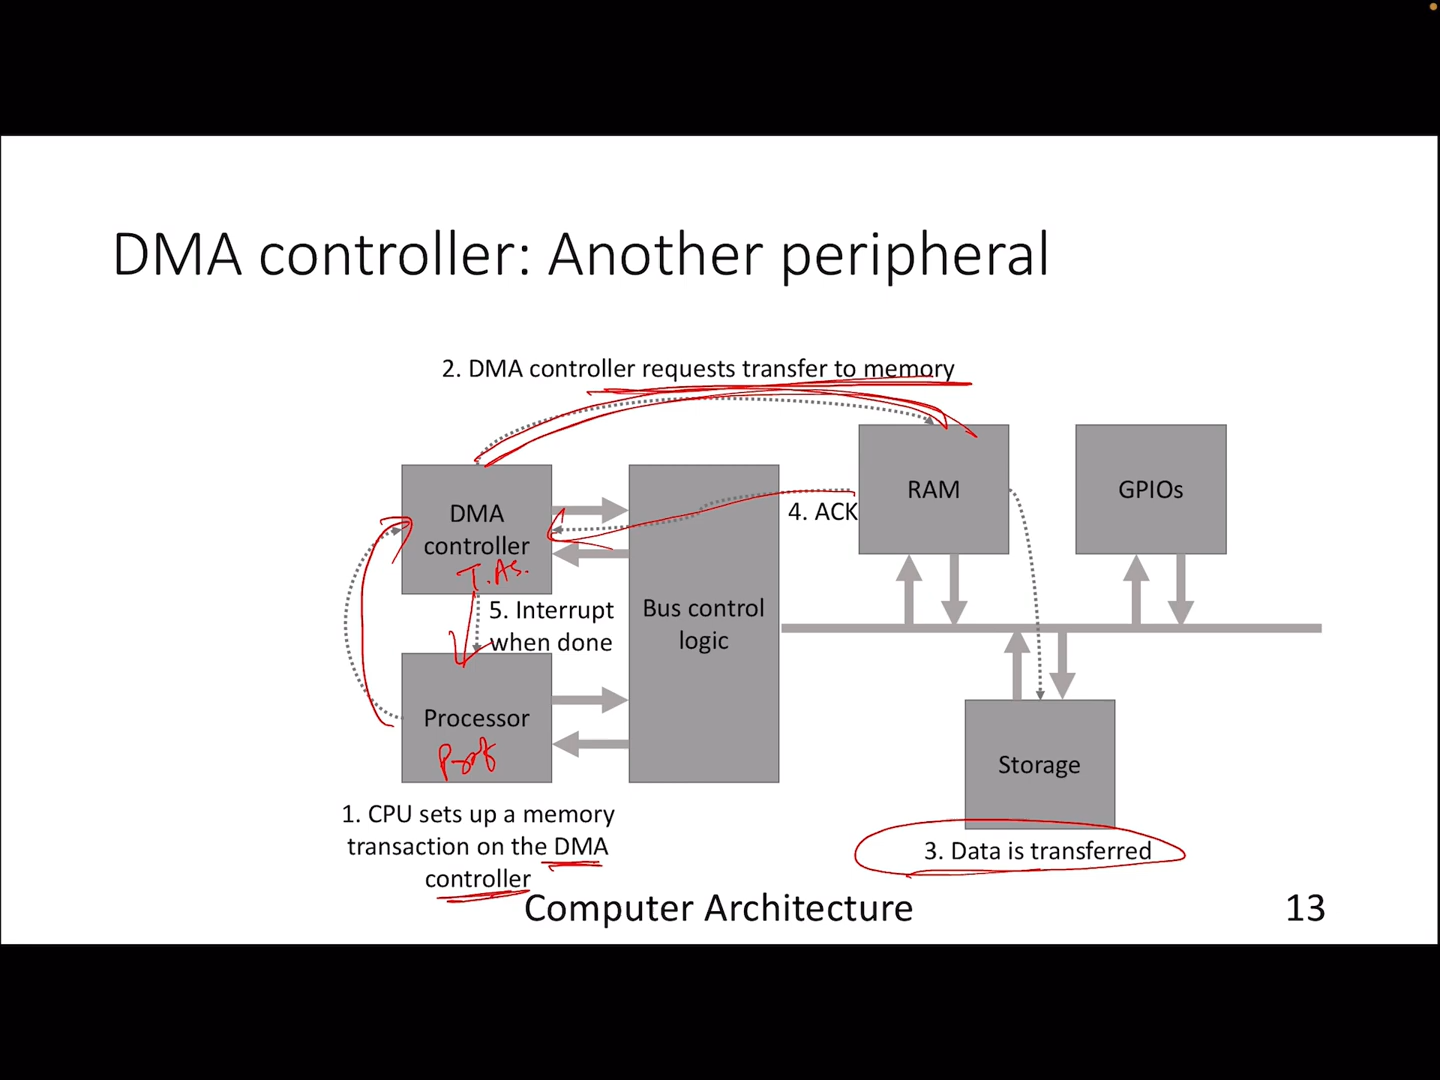 DMA controller: Another peripheral
2. DMA controller requests transfer to memory
RAM
GPIOs
DMA
controller
T.As.
4. ACK
5. Interrupt
when done
Bus control
logic
Processor
Prof
Storage
1. CPU sets up a memory
transaction on the DMA
controller
3. Data is transferred
Computer Architecture
13